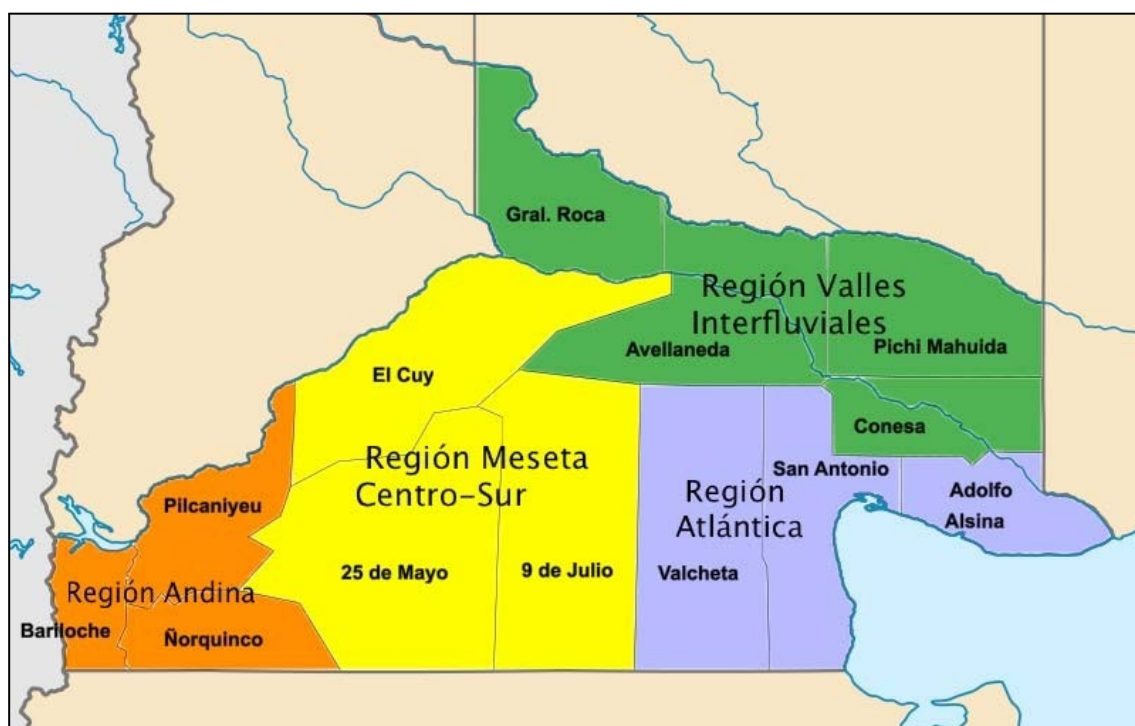 Gral. Roca
Región Valles
Interfluviales
Avellaneda
Pichi Mahuida
El Cuy
Conesa
Región Meseta
Centro-Sur
San Antonio
Región
Atlántica
Adolfo
Alsina
Pilcaniyeu
25 de Mayo
9 de Julio
Valcheta
Región Andina
Bariloche
Ñorquinco